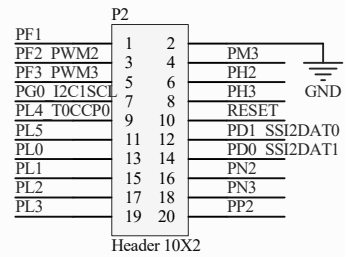 P2
PF1 1 2
PF2 PWM2 3 4 PM3
PF3 PWM3 5 6 PH2
PG0 I2C1SCL 7 8 PH3 GND
PL4 T0CCP0 9 10 RESET
PL5 11 12 PD1 SSI2DAT0
PL0 13 14 PD0 SSI2DAT1
PL1 15 16 PN2
PL2 17 18 PN3
PL3 19 20 PP2
Header 10X2